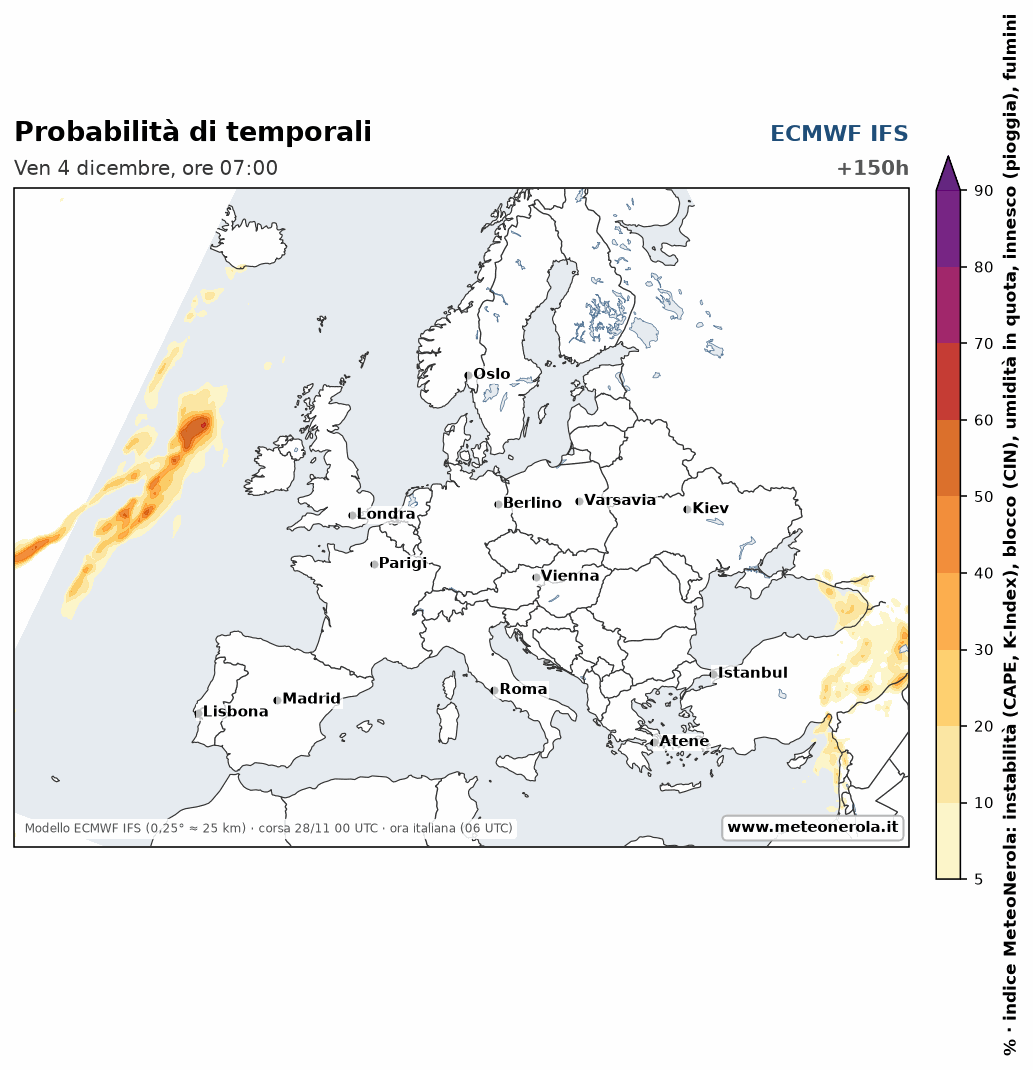 Probabilità di temporali
ECMWF IFS
Ven 4 dicembre, ore 07:00
+150h
Oslo
Londra
Berlino
Varsavia
Kiev
Parigi
Vienna
Istanbul
Roma
Madrid
Lisbona
Atene
Modello ECMWF IFS (0,25° ≈ 25 km) · corsa 28/11 00 UTC · ora italiana (06 UTC)
www.meteonerola.it
90
80
70
60
50
40
30
20
10
5
% · indice MeteoNerola: instabilità (CAPE, K-Index), blocco (CIN), umidità in quota, innesco (pioggia), fulmini